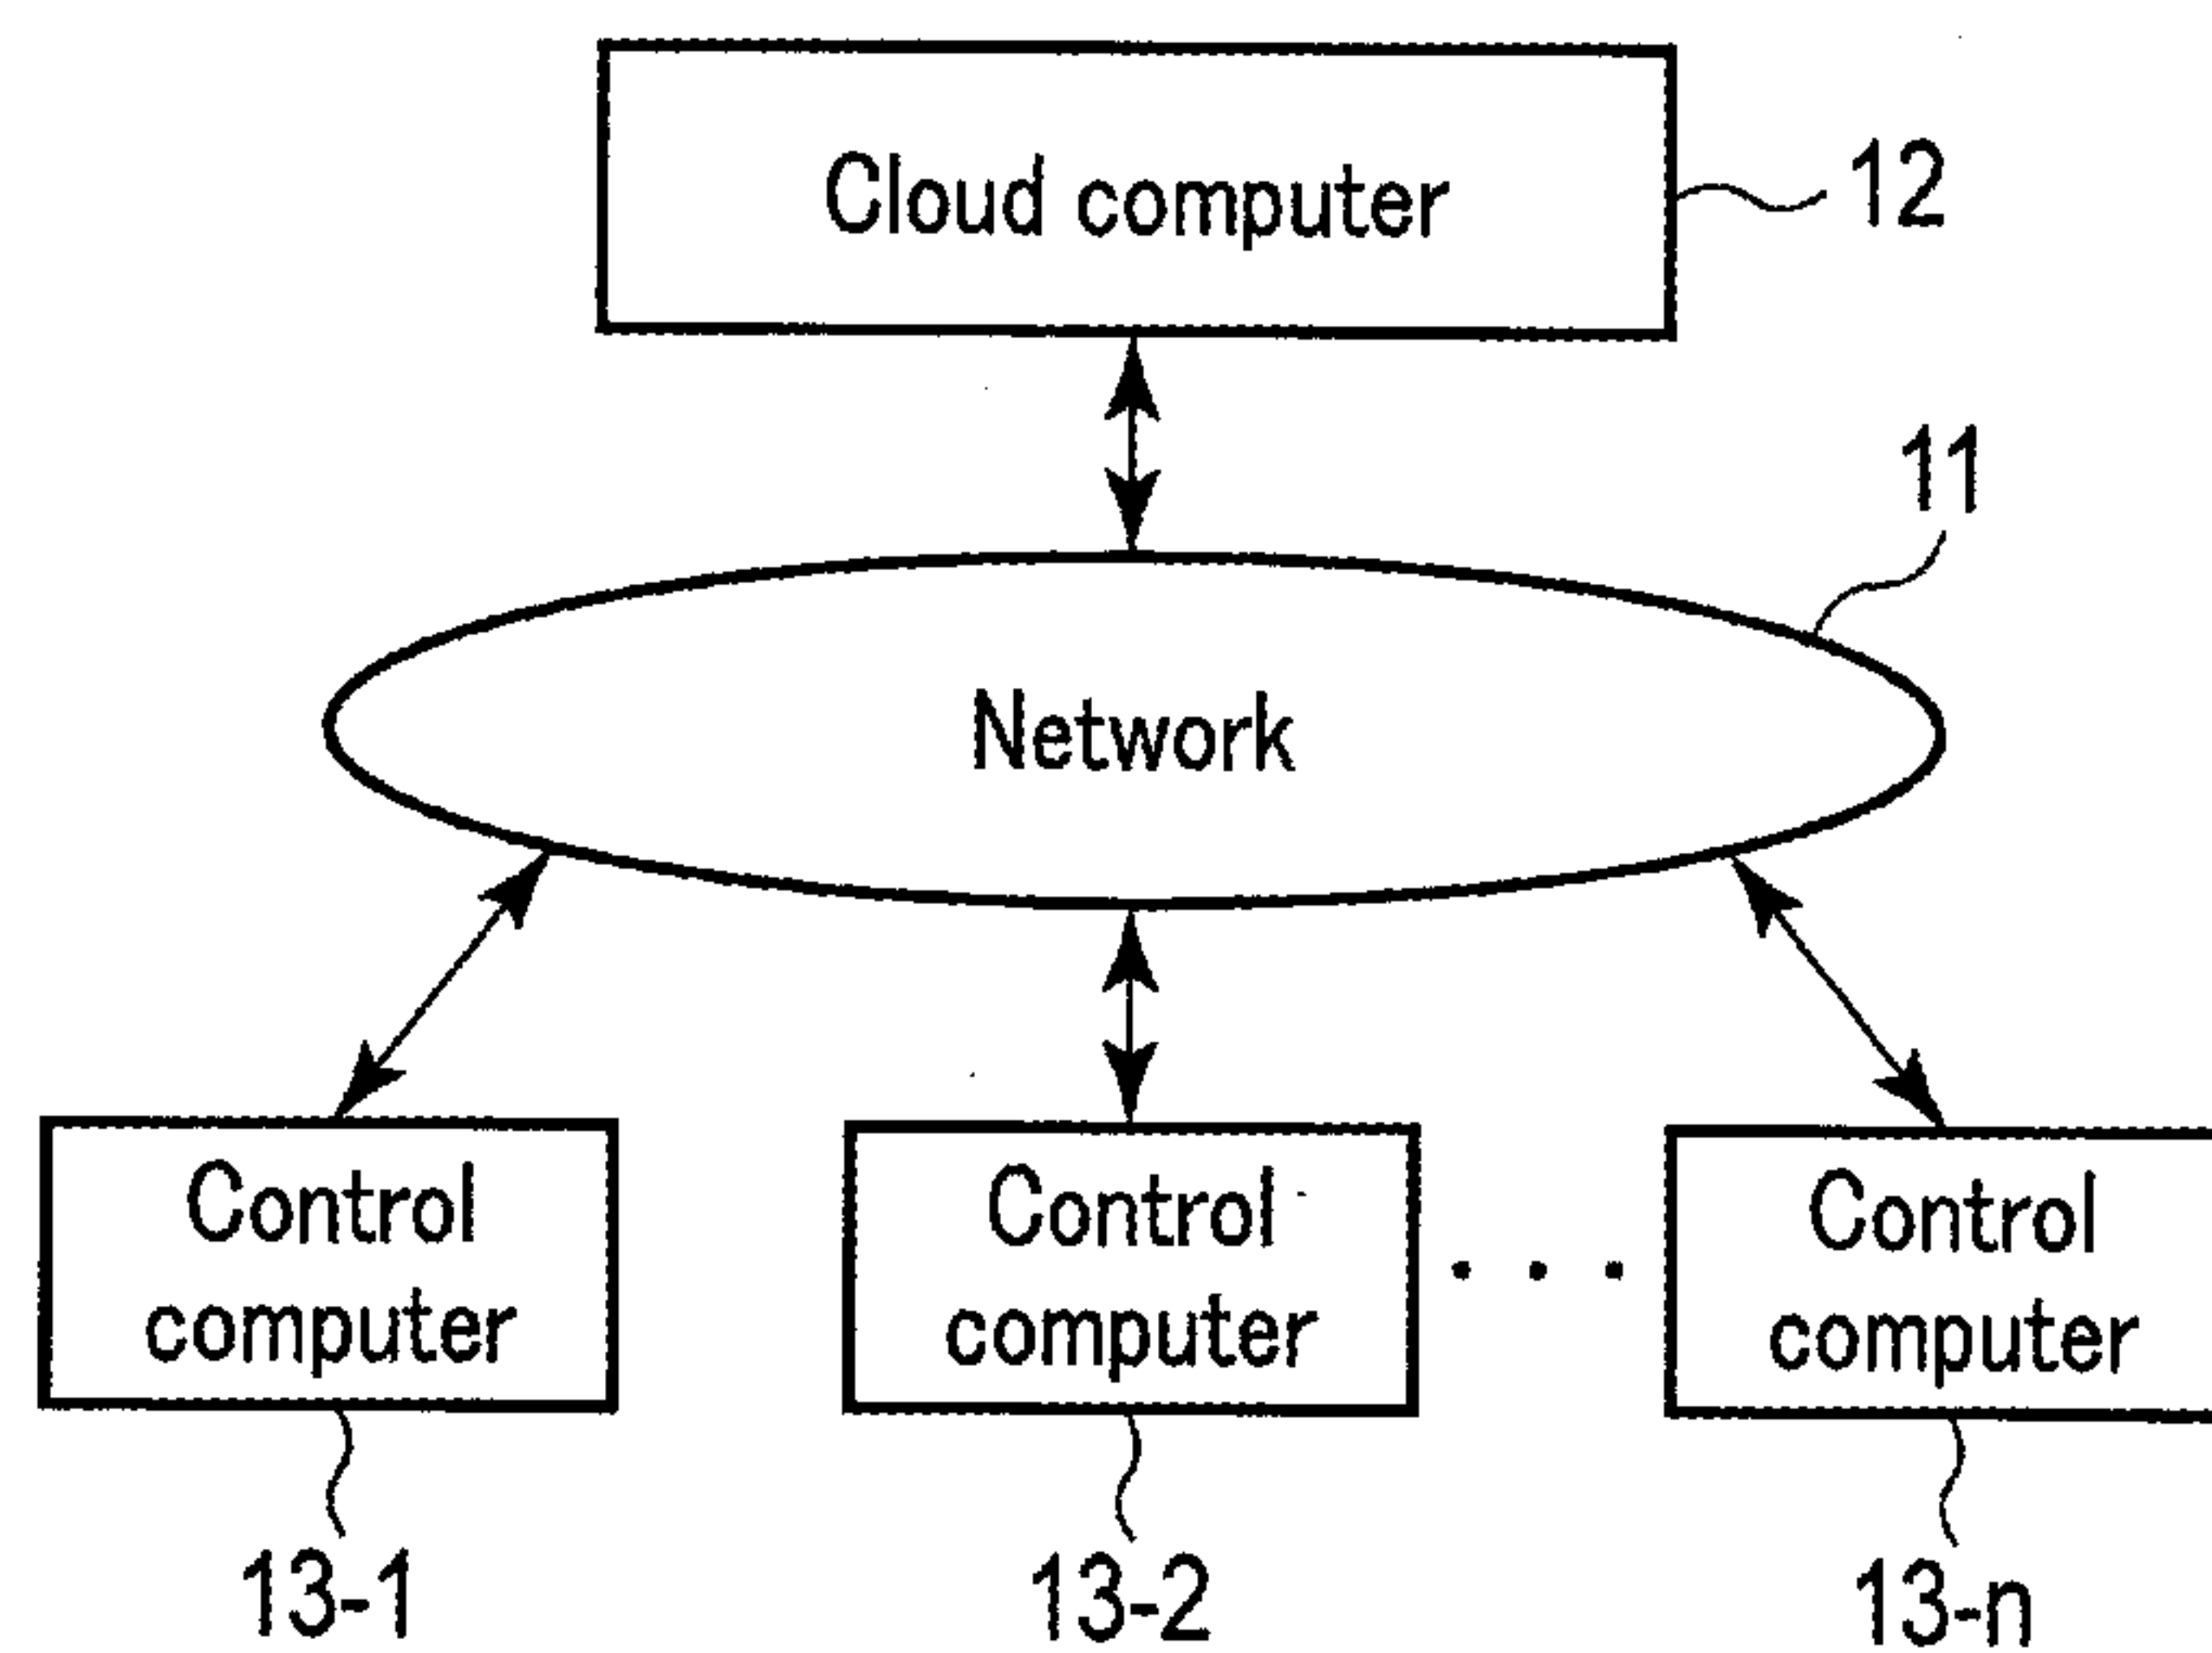 Cloud computer
12
11
Network
Control
computer
Control
computer
. . .
Control
computer
13-1
13-2
13-n